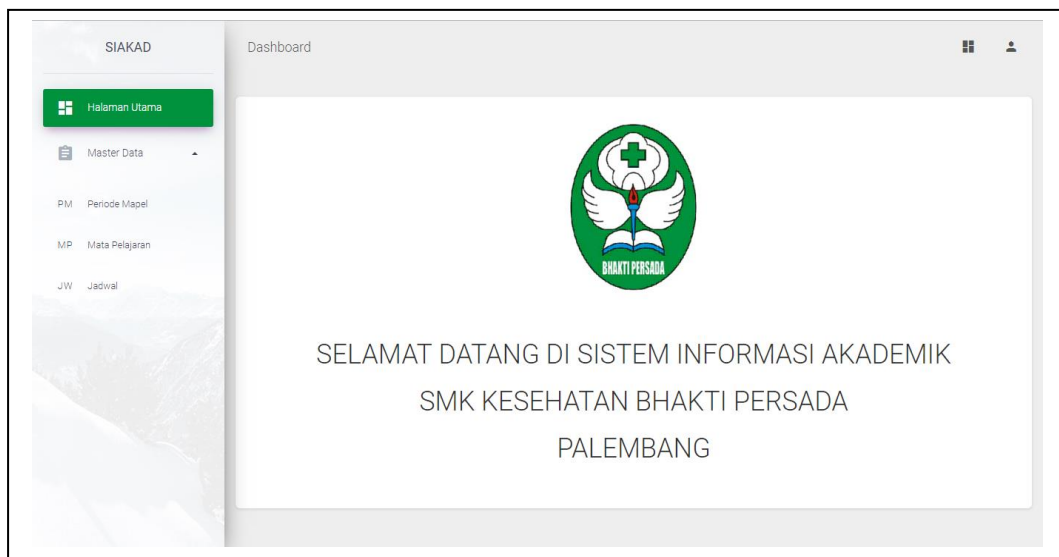 SIAKAD
Dashboard
Halaman Utama
Master Data
PM Periode Mapel
MP Mata Pelajaran
JW Jadwal
BHAKTI PERSADA
SELAMAT DATANG DI SISTEM INFORMASI AKADEMIK
SMK KESEHATAN BHAKTI PERSADA
PALEMBANG